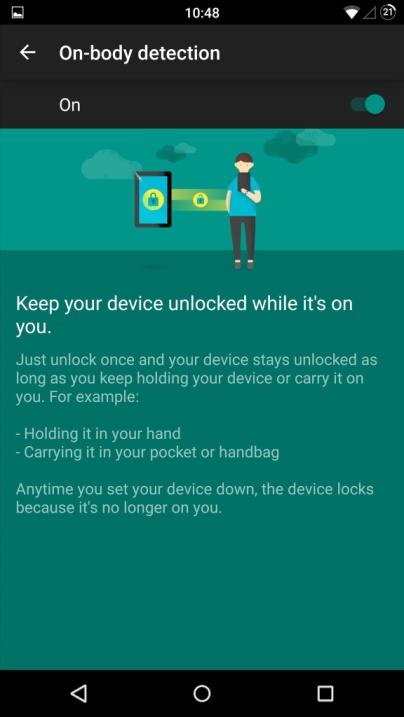 10:48
21
On-body detection
On
Keep your device unlocked while it's on
you.
Just unlock once and your device stays unlocked as
long as you keep holding your device or carry it on
you. For example:
- Holding it in your hand
- Carrying it in your pocket or handbag
Anytime you set your device down, the device locks
because it's no longer on you.